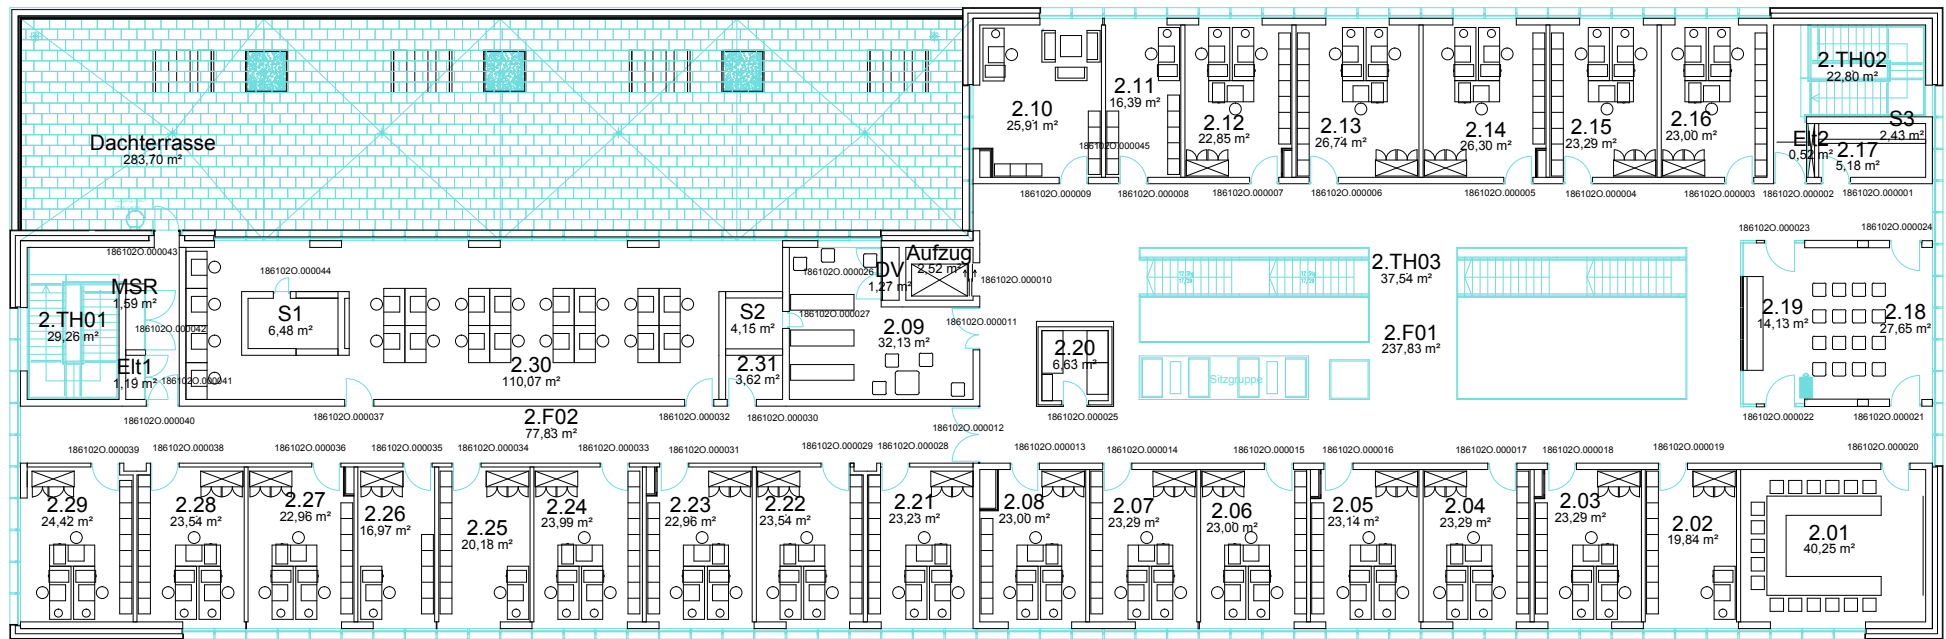 Dachterrasse
283,70 m²
2.10
25,91 m²
2.11
16,39 m²
2.12
22,85 m²
2.13
26,74 m²
2.14
26,30 m²
2.15
23,29 m²
2.16
23,00 m²
2.TH02
22,80 m²
S3
2,43 m²
Elt2
0,52 m²
2.17
5,18 m²
186102O.000045
186102O.000009
186102O.000008
186102O.000007
186102O.000006
186102O.000005
186102O.000004
186102O.000003
186102O.000002
186102O.000001
186102O.000043
186102O.000044
186102O.000026
186102O.000010
186102O.000023
186102O.000024
MSR
1,59 m²
2.TH01
29,26 m²
186102O.000042
Elt1
1,19 m²
186102O.000041
S1
6,48 m²
2.30
110,07 m²
S2
4,15 m²
2.31
3,62 m²
186102O.000027
DV
1,27 m²
Aufzug
2,52 m²
2.09
32,13 m²
186102O.000011
2.20
6,63 m²
2.TH03
37,54 m²
2.F01
237,83 m²
Sitzgruppe
2.19
14,13 m²
2.18
27,65 m²
186102O.000040
186102O.000037
2.F02
77,83 m²
186102O.000032
186102O.000030
186102O.000012
186102O.000025
186102O.000022
186102O.000021
186102O.000039
186102O.000038
186102O.000036
186102O.000035
186102O.000034
186102O.000033
186102O.000031
186102O.000029
186102O.000028
186102O.000013
186102O.000014
186102O.000015
186102O.000016
186102O.000017
186102O.000018
186102O.000019
186102O.000020
2.29
24,42 m²
2.28
23,54 m²
2.27
22,96 m²
2.26
16,97 m²
2.25
20,18 m²
2.24
23,99 m²
2.23
22,96 m²
2.22
23,54 m²
2.21
23,23 m²
2.08
23,00 m²
2.07
23,29 m²
2.06
23,00 m²
2.05
23,14 m²
2.04
23,29 m²
2.03
23,29 m²
2.02
19,84 m²
2.01
40,25 m²